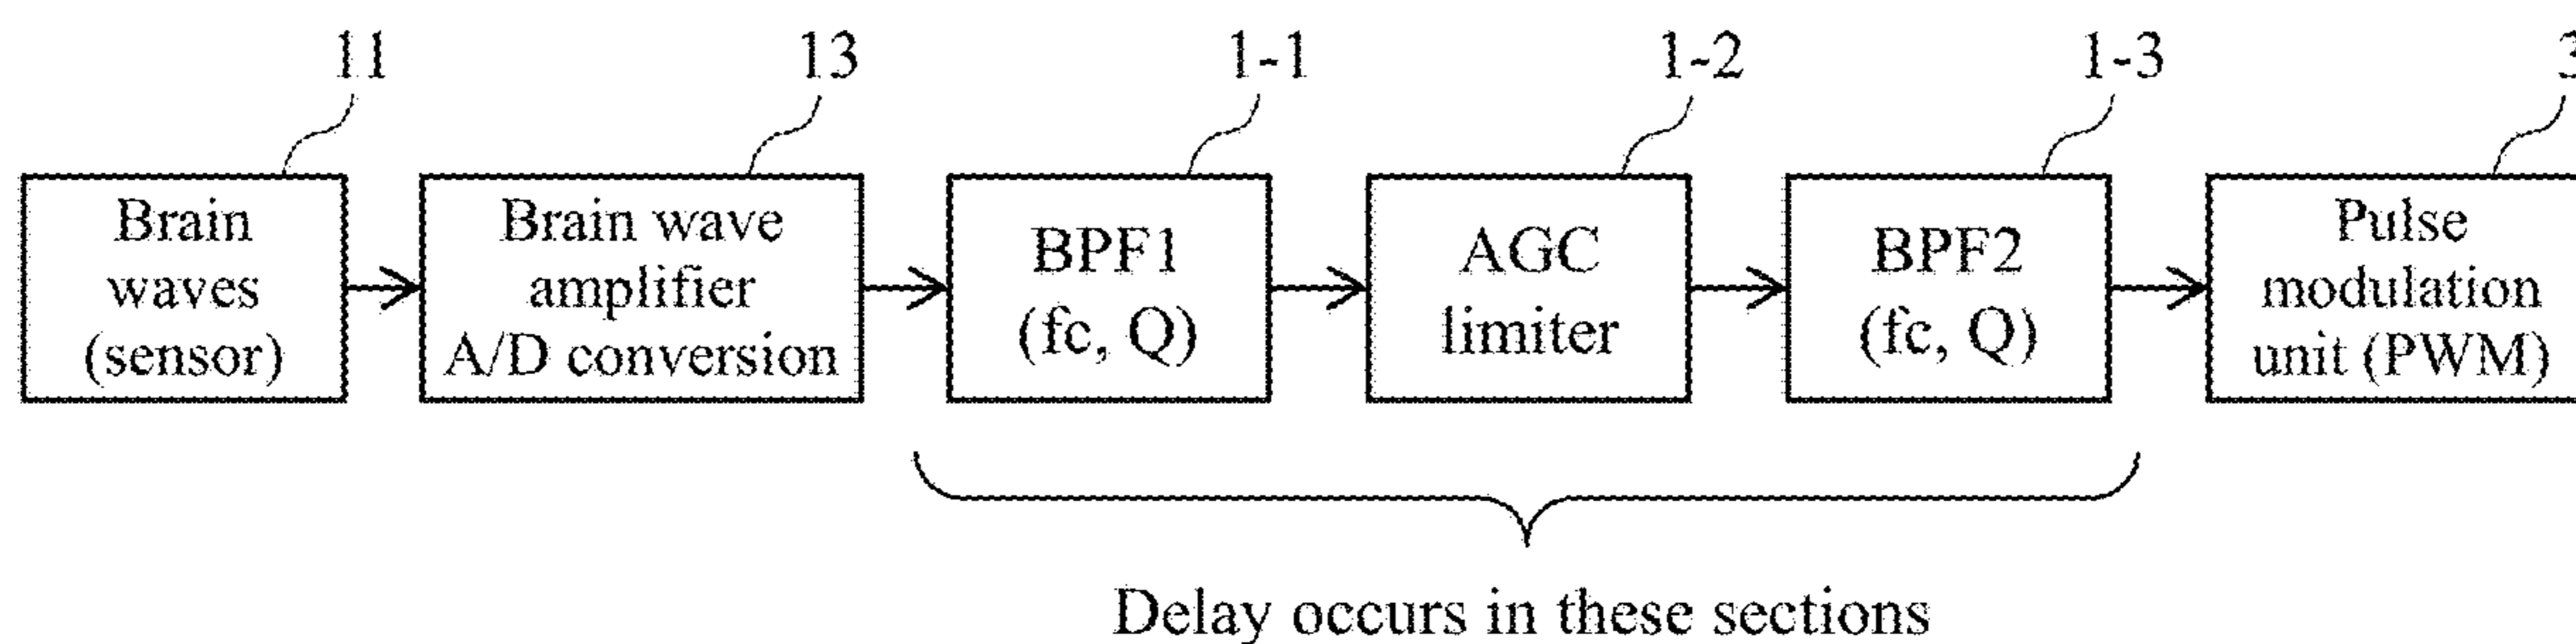 11
13
1-1
1-2
1-3
3
Brain
waves
(sensor)
Brain wave
amplifier
A/D conversion
BPF1
(fc, Q)
AGC
limiter
BPF2
(fc, Q)
Pulse
modulation
unit (PWM)
Delay occurs in these sections